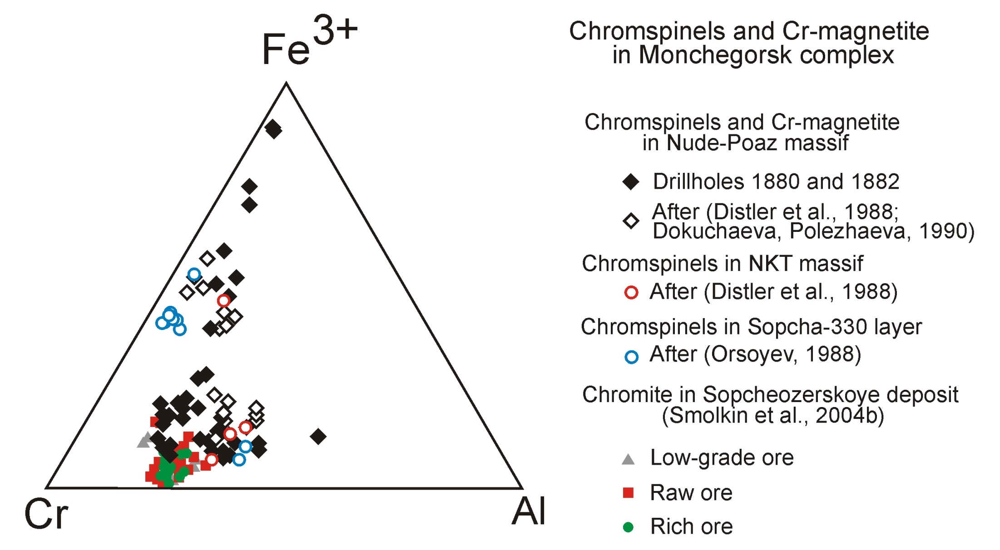 Fe3+
Cr
Al
Chromspinels and Cr-magnetite
in Monchegorsk complex
Chromspinels and Cr-magnetite
in Nude-Poaz massif
Drillholes 1880 and 1882
After (Distler et al., 1988;
Dokuchaeva, Polezhaeva, 1990)
Chromspinels in NKT massif
After (Distler et al., 1988)
Chromspinels in Sopcha-330 layer
After (Orsoyev, 1988)
Chromite in Sopcheozerskoye deposit
(Smolkin et al., 2004b)
Low-grade ore
Raw ore
Rich ore